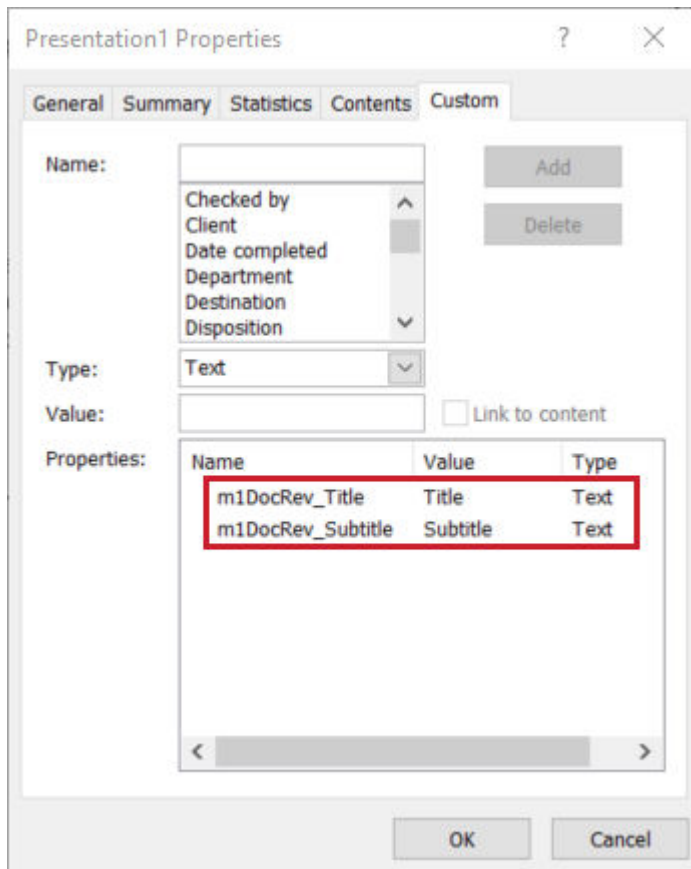 Presentation1 Properties ?
General Summary Statistics Contents Custom
Name:
Add
Checked by
Client
Delete
Date completed
Department
Destination
Disposition
Type: Text
Value: Link to content
Properties: Name Value Type
m1DocRev_Title Title Text
m1DocRev_Subtitle Subtitle Text
OK Cancel